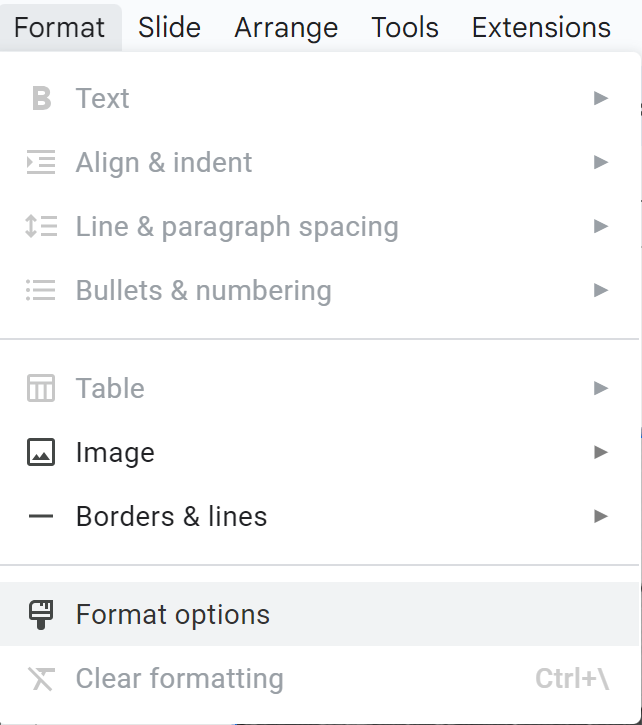 Format Slide Arrange Tools Extensions
Text
Align & indent
Line & paragraph spacing
Bullets & numbering
Table
Image
Borders & lines
Format options
Clear formatting Ctrl+\